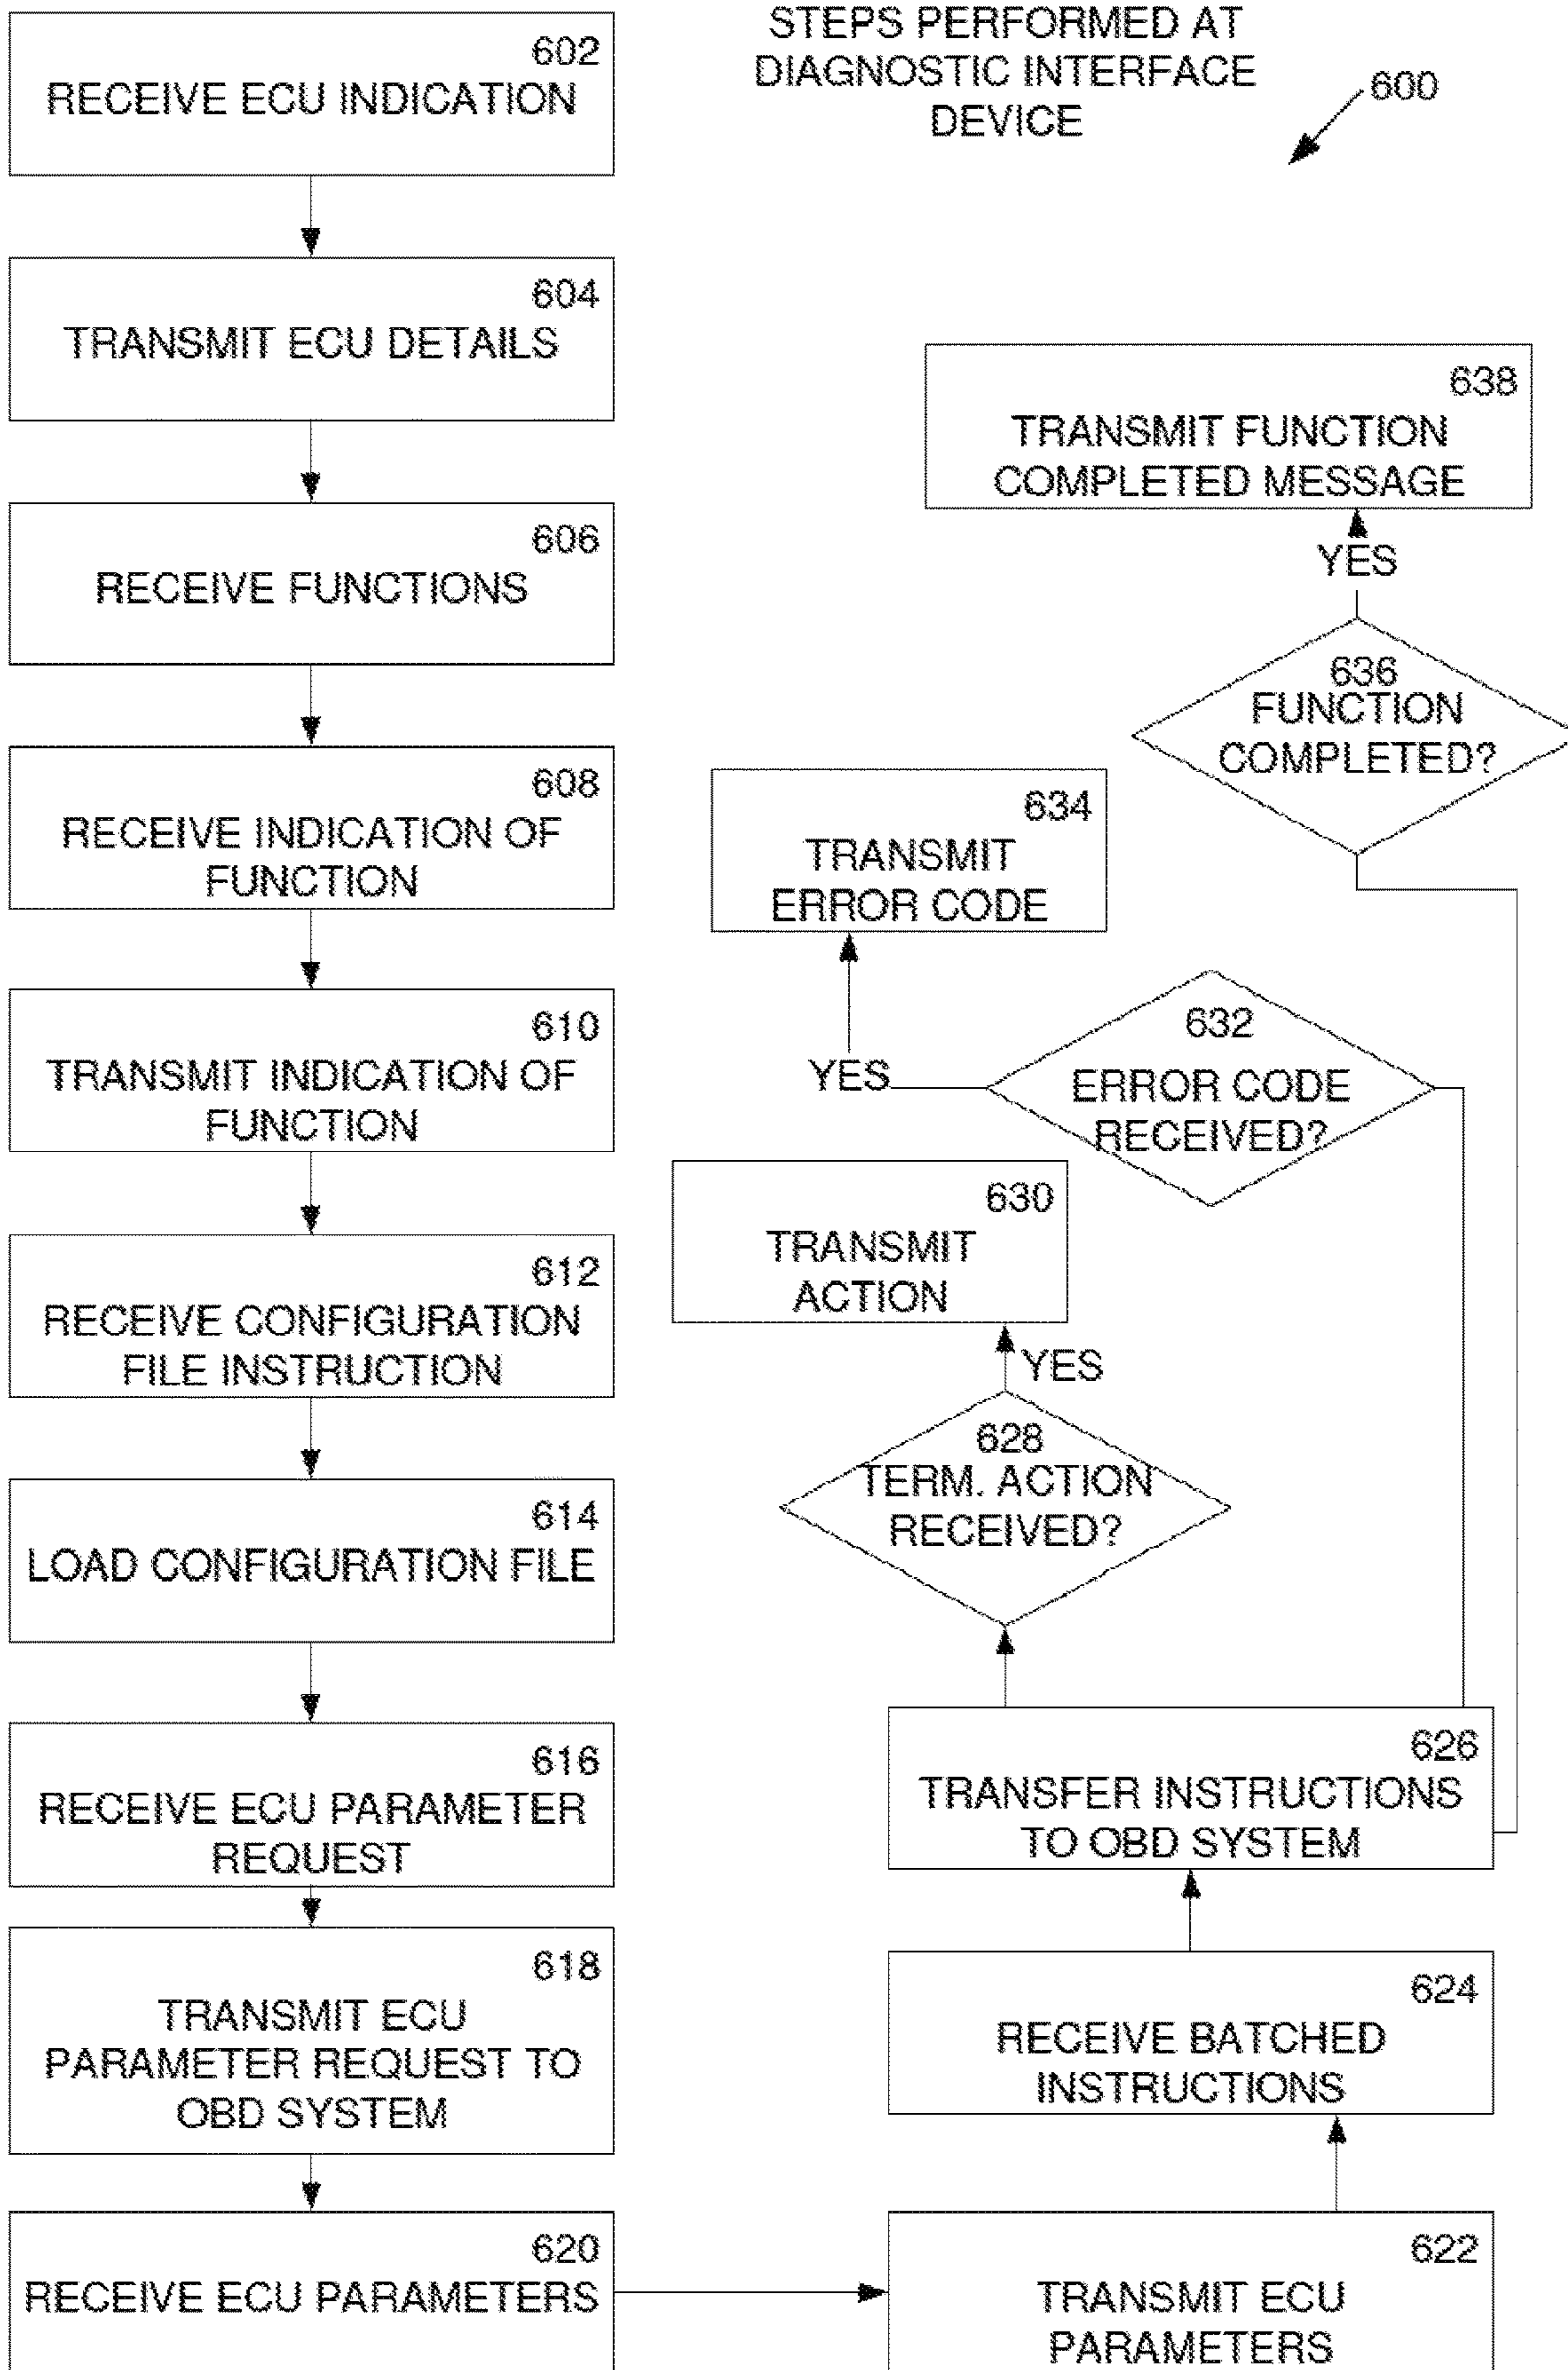 STEPS PERFORMED AT
DIAGNOSTIC INTERFACE
DEVICE
600
602
RECEIVE ECU INDICATION
604
TRANSMIT ECU DETAILS
606
RECEIVE FUNCTIONS
608
RECEIVE INDICATION OF
FUNCTION
610
TRANSMIT INDICATION OF
FUNCTION
612
RECEIVE CONFIGURATION
FILE INSTRUCTION
614
LOAD CONFIGURATION FILE
616
RECEIVE ECU PARAMETER
REQUEST
618
TRANSMIT ECU
PARAMETER REQUEST TO
OBD SYSTEM
620
RECEIVE ECU PARAMETERS
622
TRANSMIT ECU
PARAMETERS
624
RECEIVE BATCHED
INSTRUCTIONS
626
TRANSFER INSTRUCTIONS
TO OBD SYSTEM
628
TERM. ACTION
RECEIVED?
YES
630
TRANSMIT
ACTION
632
ERROR CODE
RECEIVED?
YES
634
TRANSMIT
ERROR CODE
636
FUNCTION
COMPLETED?
YES
638
TRANSMIT FUNCTION
COMPLETED MESSAGE